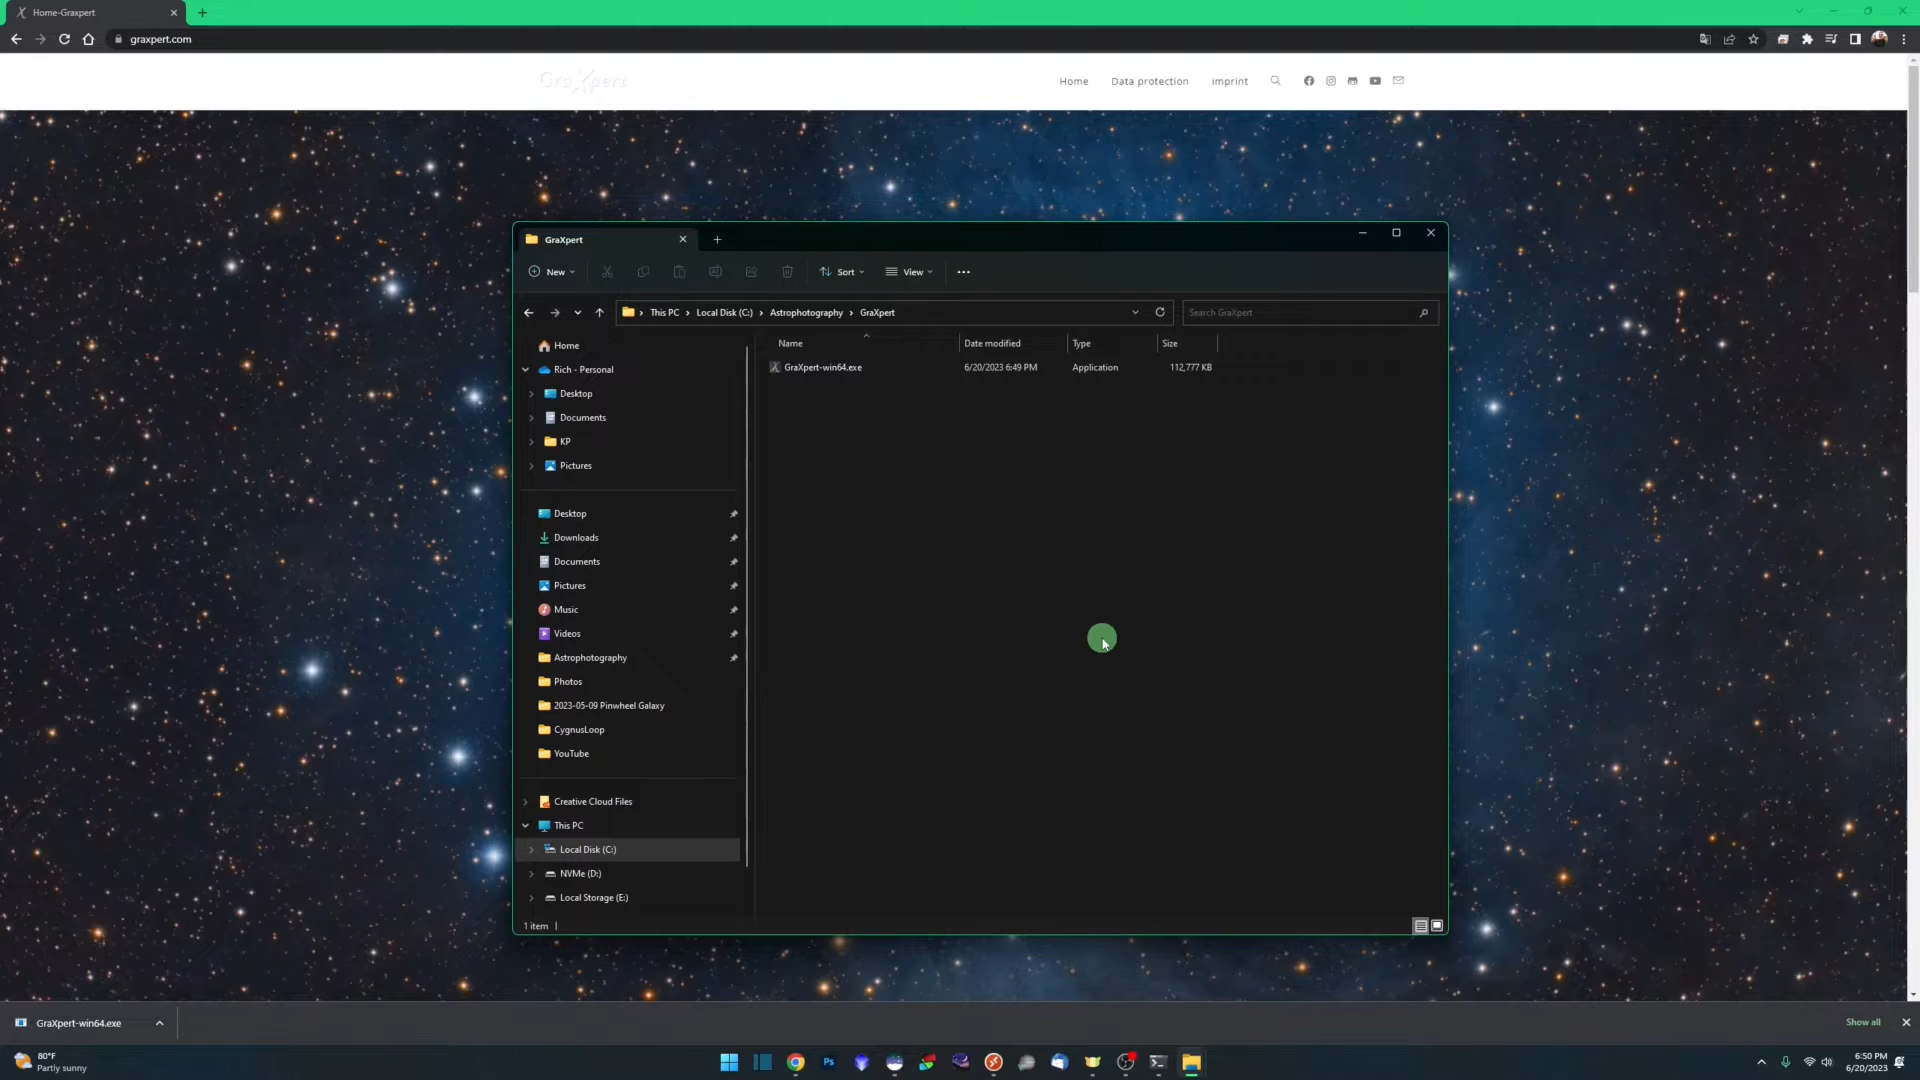 Home-Graxpert
graxpert.com
GraXpert
Home Data protection imprint
GraXpert
New Sort View
This PC Local Disk (C:) Astrophotography GraXpert Search GraXpert
Name Date modified Type Size
GraXpert-win64.exe 6/20/2023 6:49 PM Application 112,777 KB
Home
Rich - Personal
Desktop
Documents
KP
Pictures
Desktop
Downloads
Documents
Pictures
Music
Videos
Astrophotography
Photos
2023-05-09 Pinwheel Galaxy
CygnusLoop
YouTube
Creative Cloud Files
This PC
Local Disk (C:)
NVMe (D:)
Local Storage (E:)
1 item
GraXpert-win64.exe Show all
80°F
Partly sunny
Ps
6:50 PM
6/20/2023